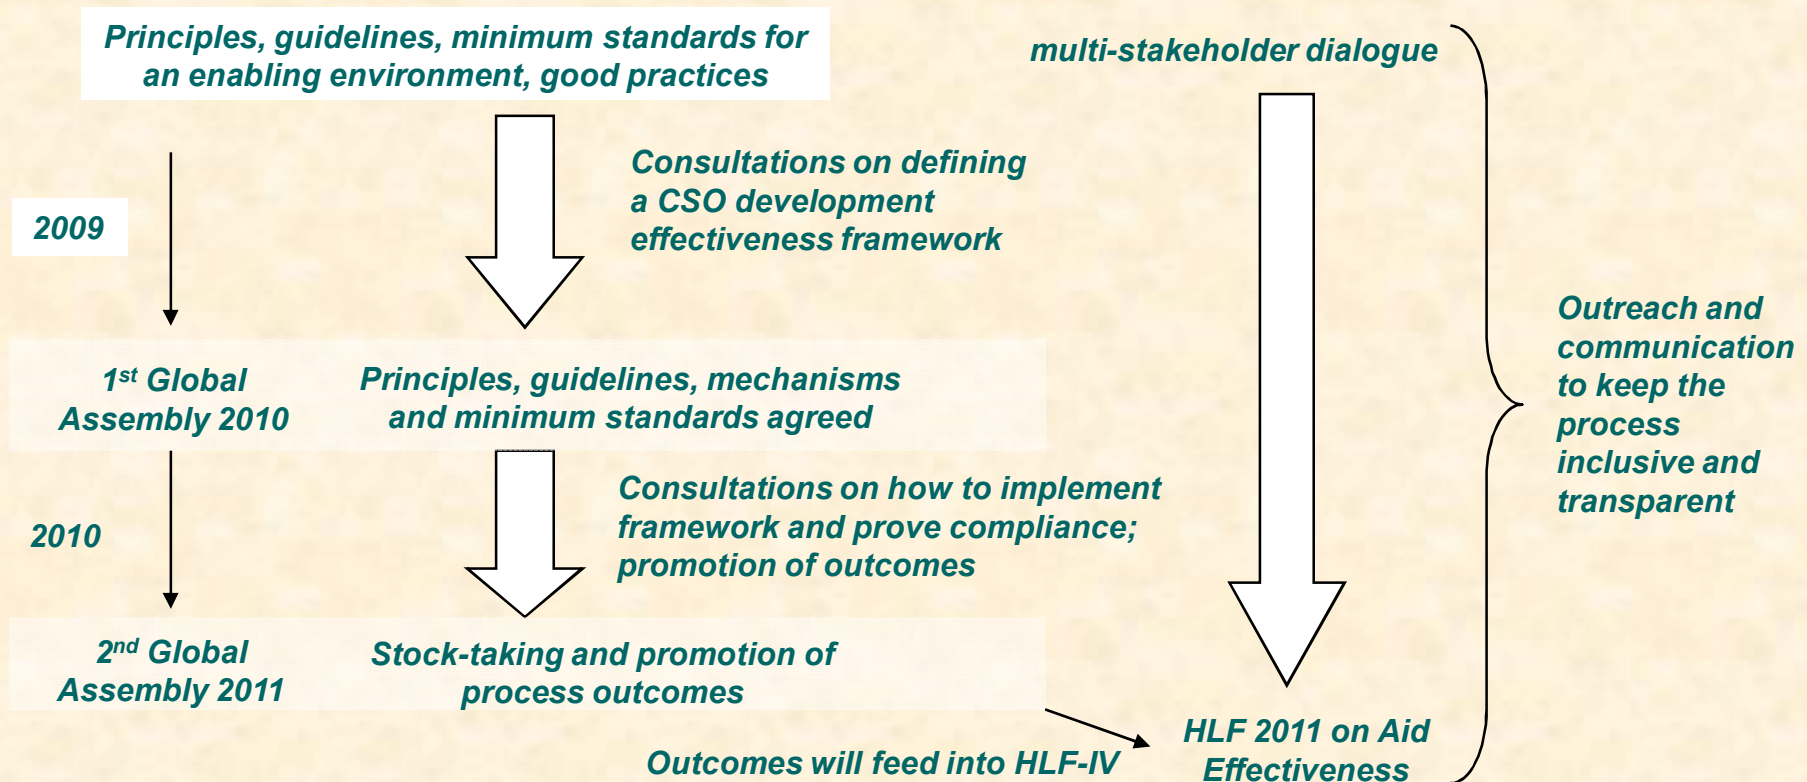 Principles, guidelines, minimum standards for
an enabling environment, good practices
multi-stakeholder dialogue
Consultations on defining
a CSO development
effectiveness framework
2009
Outreach and
communication
to keep the
process
inclusive and
transparent
1st Global
Assembly 2010
Principles, guidelines, mechanisms
and minimum standards agreed
Consultations on how to implement
framework and prove compliance;
promotion of outcomes
2010
2nd Global
Assembly 2011
Stock-taking and promotion of
process outcomes
HLF 2011 on Aid
Effectiveness
Outcomes will feed into HLF-IV